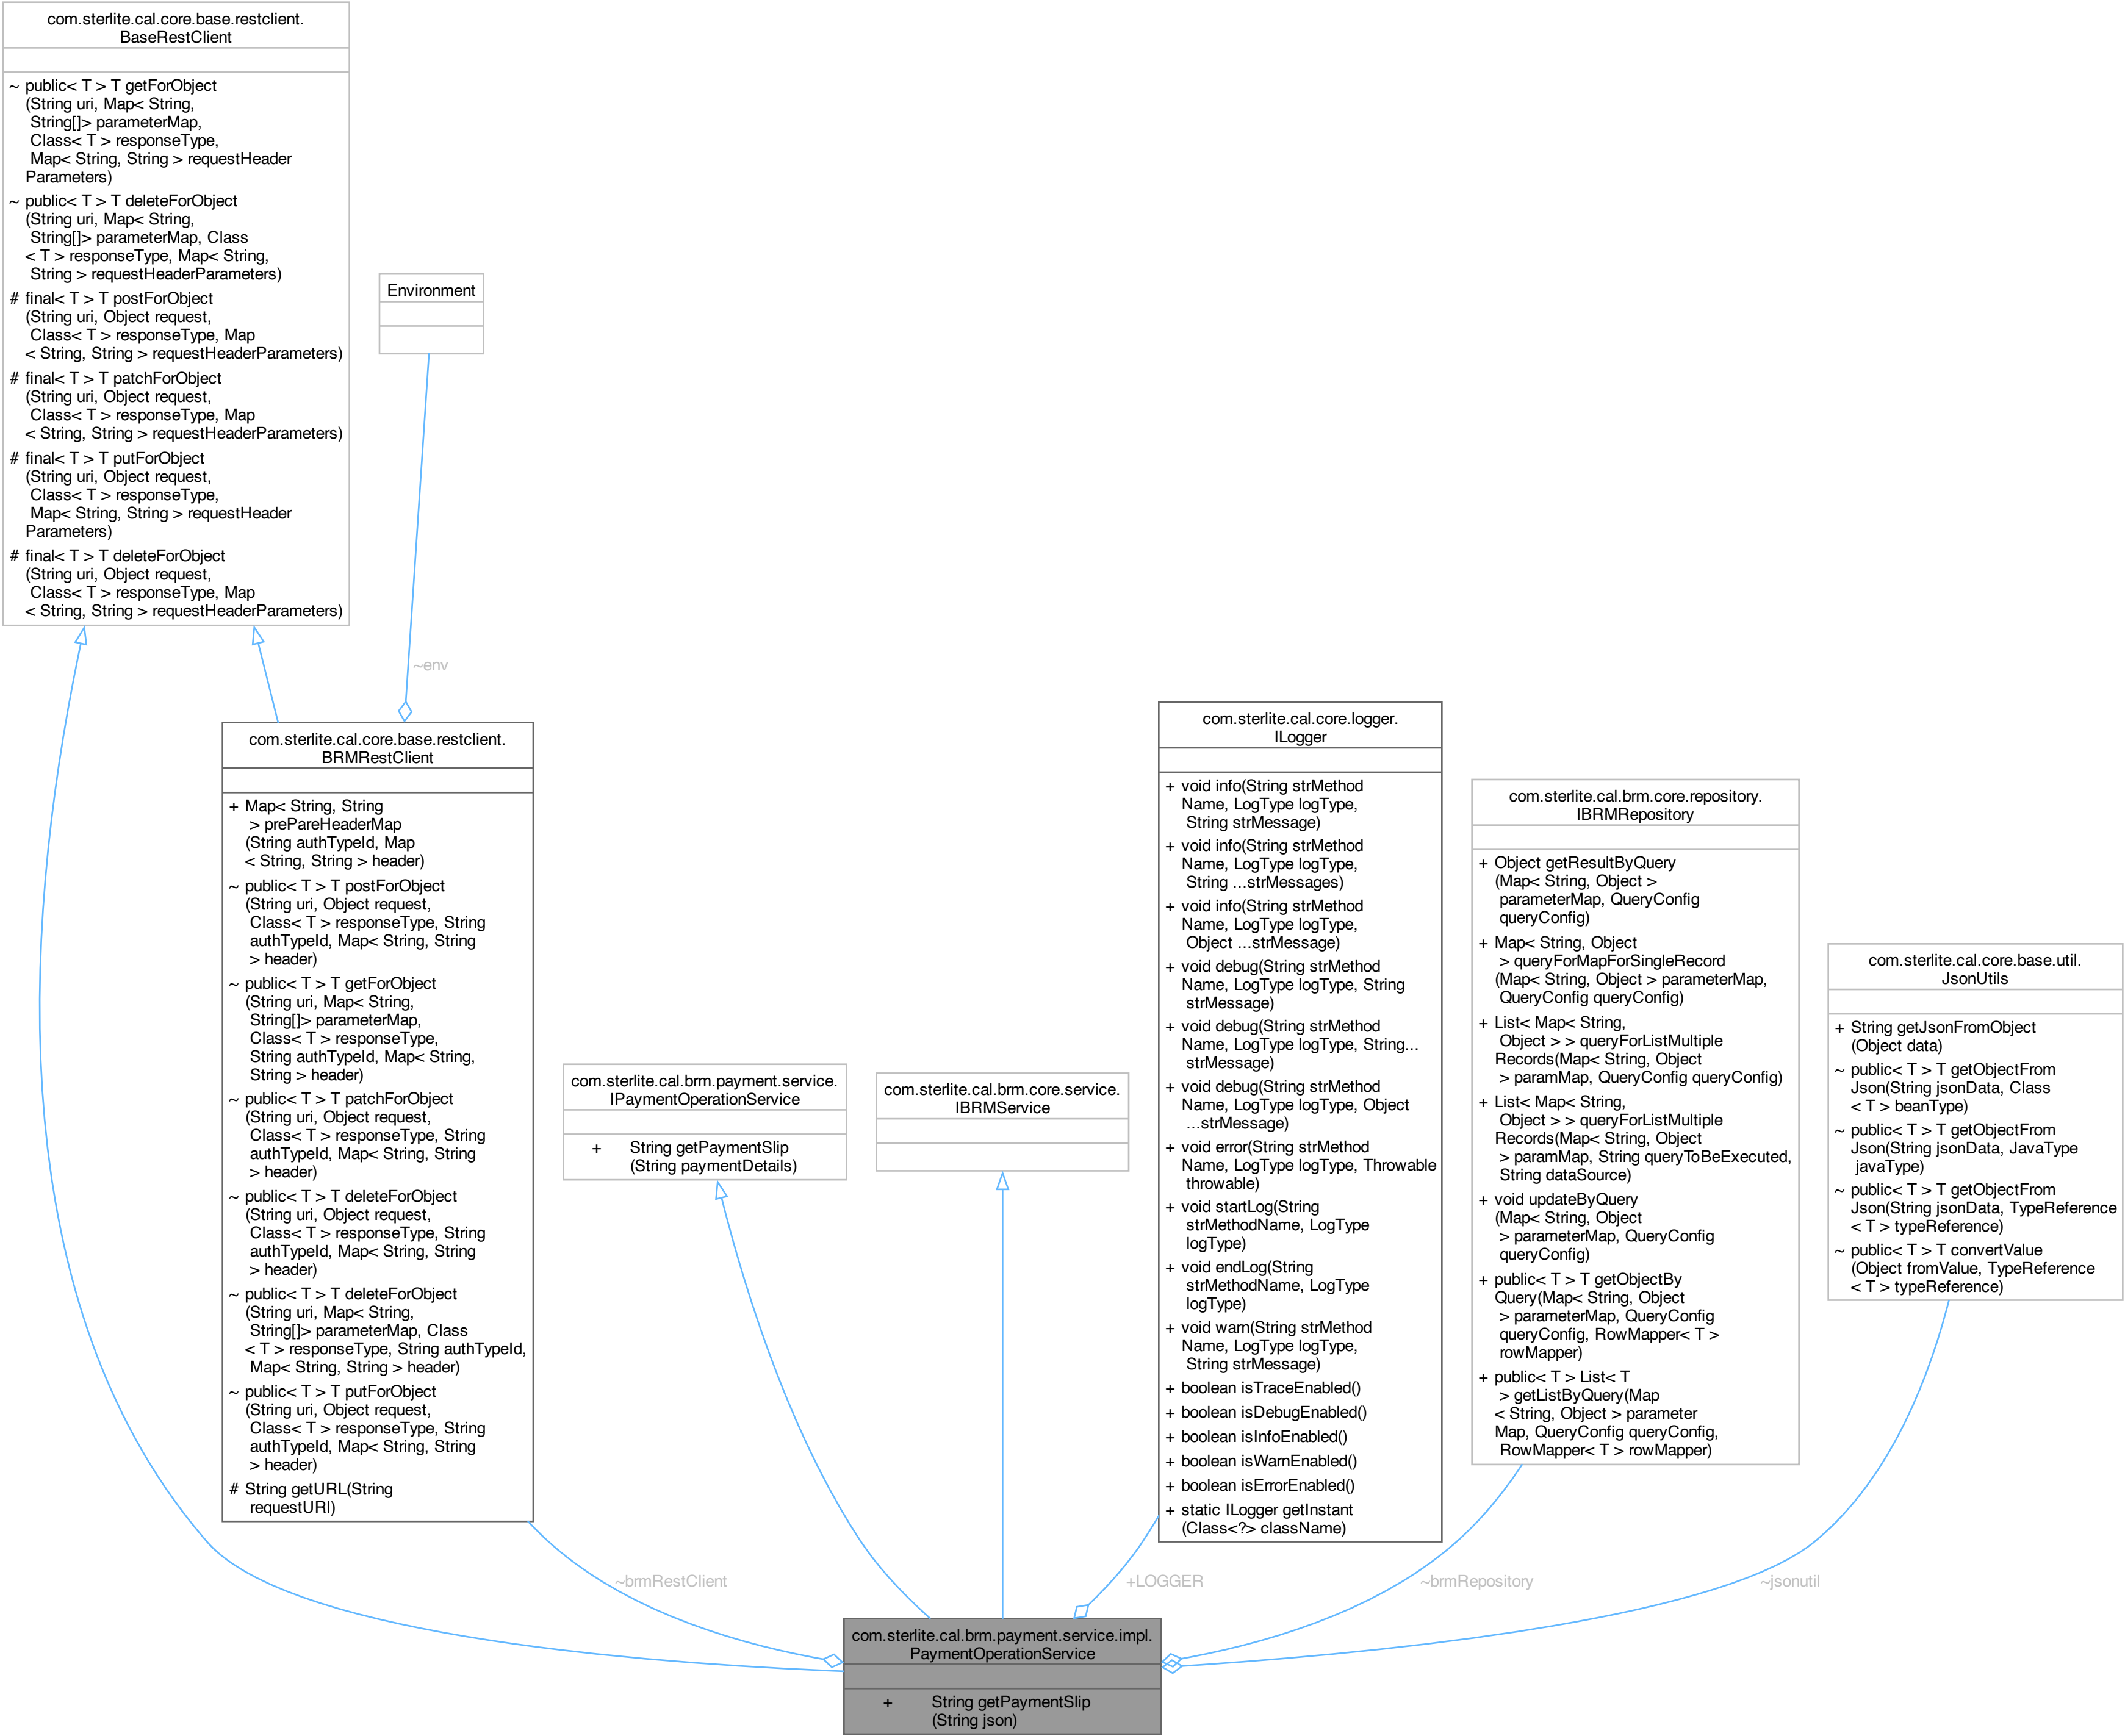 com.sterlite.cal.core.base.restclient.
BaseRestClient
~ public< T > T getForObject
(String uri, Map< String,
String[]> parameterMap,
Class< T > responseType,
Map< String, String > requestHeader
Parameters)
~ public< T > T deleteForObject
(String uri, Map< String,
String[]> parameterMap, Class
< T > responseType, Map< String,
String > requestHeaderParameters)
# final< T > T postForObject
(String uri, Object request,
Class< T > responseType, Map
< String, String > requestHeaderParameters)
# final< T > T patchForObject
(String uri, Object request,
Class< T > responseType, Map
< String, String > requestHeaderParameters)
# final< T > T putForObject
(String uri, Object request,
Class< T > responseType,
Map< String, String > requestHeader
Parameters)
# final< T > T deleteForObject
(String uri, Object request,
Class< T > responseType, Map
< String, String > requestHeaderParameters)
Environment
~env
com.sterlite.cal.core.base.restclient.
BRMRestClient
+ Map< String, String
> prePareHeaderMap
(String authTypeId, Map
< String, String > header)
~ public< T > T postForObject
(String uri, Object request,
Class< T > responseType, String
authTypeId, Map< String, String
> header)
~ public< T > T getForObject
(String uri, Map< String,
String[]> parameterMap,
Class< T > responseType,
String authTypeId, Map< String,
String > header)
~ public< T > T patchForObject
(String uri, Object request,
Class< T > responseType, String
authTypeId, Map< String, String
> header)
~ public< T > T deleteForObject
(String uri, Object request,
Class< T > responseType, String
authTypeId, Map< String, String
> header)
~ public< T > T deleteForObject
(String uri, Map< String,
String[]> parameterMap, Class
< T > responseType, String authTypeId,
Map< String, String > header)
~ public< T > T putForObject
(String uri, Object request,
Class< T > responseType, String
authTypeId, Map< String, String
> header)
# String getURL(String
requestURI)
com.sterlite.cal.brm.payment.service.
IPaymentOperationService
+ String getPaymentSlip
(String paymentDetails)
com.sterlite.cal.brm.core.service.
IBRMService
com.sterlite.cal.core.logger.
ILogger
+ void info(String strMethod
Name, LogType logType,
String strMessage)
+ void info(String strMethod
Name, LogType logType,
String ...strMessages)
+ void info(String strMethod
Name, LogType logType,
Object ...strMessage)
+ void debug(String strMethod
Name, LogType logType, String
strMessage)
+ void debug(String strMethod
Name, LogType logType, String...
strMessage)
+ void debug(String strMethod
Name, LogType logType, Object
...strMessage)
+ void error(String strMethod
Name, LogType logType, Throwable
throwable)
+ void startLog(String
strMethodName, LogType
logType)
+ void endLog(String
strMethodName, LogType
logType)
+ void warn(String strMethod
Name, LogType logType,
String strMessage)
+ boolean isTraceEnabled()
+ boolean isDebugEnabled()
+ boolean isInfoEnabled()
+ boolean isWarnEnabled()
+ boolean isErrorEnabled()
+ static ILogger getInstant
(Class<?> className)
com.sterlite.cal.brm.core.repository.
IBRMRepository
+ Object getResultByQuery
(Map< String, Object >
parameterMap, QueryConfig
queryConfig)
+ Map< String, Object
> queryForMapForSingleRecord
(Map< String, Object > parameterMap,
QueryConfig queryConfig)
+ List< Map< String,
Object > > queryForListMultiple
Records(Map< String, Object
> paramMap, QueryConfig queryConfig)
+ List< Map< String,
Object > > queryForListMultiple
Records(Map< String, Object
> paramMap, String queryToBeExecuted,
String dataSource)
+ void updateByQuery
(Map< String, Object
> parameterMap, QueryConfig
queryConfig)
+ public< T > T getObjectBy
Query(Map< String, Object
> parameterMap, QueryConfig
queryConfig, RowMapper< T >
rowMapper)
+ public< T > List< T
> getListByQuery(Map
< String, Object > parameter
Map, QueryConfig queryConfig,
RowMapper< T > rowMapper)
com.sterlite.cal.core.base.util.
JsonUtils
+ String getJsonFromObject
(Object data)
~ public< T > T getObjectFrom
Json(String jsonData, Class
< T > beanType)
~ public< T > T getObjectFrom
Json(String jsonData, JavaType
javaType)
~ public< T > T getObjectFrom
Json(String jsonData, TypeReference
< T > typeReference)
~ public< T > T convertValue
(Object fromValue, TypeReference
< T > typeReference)
~brmRestClient
+LOGGER
~brmRepository
~jsonutil
com.sterlite.cal.brm.payment.service.impl.
PaymentOperationService
+ String getPaymentSlip
(String json)